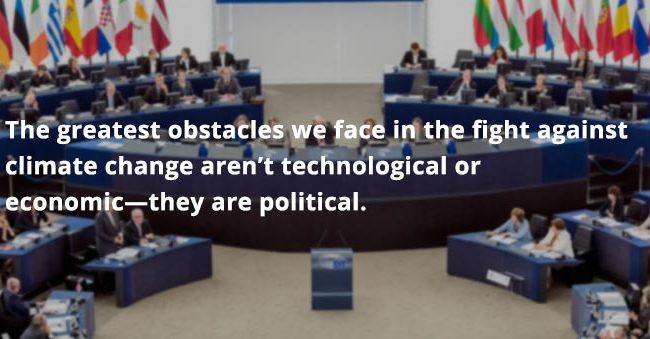 The greatest obstacles we face in the fight against
climate change aren’t technological or
economic—they are political.